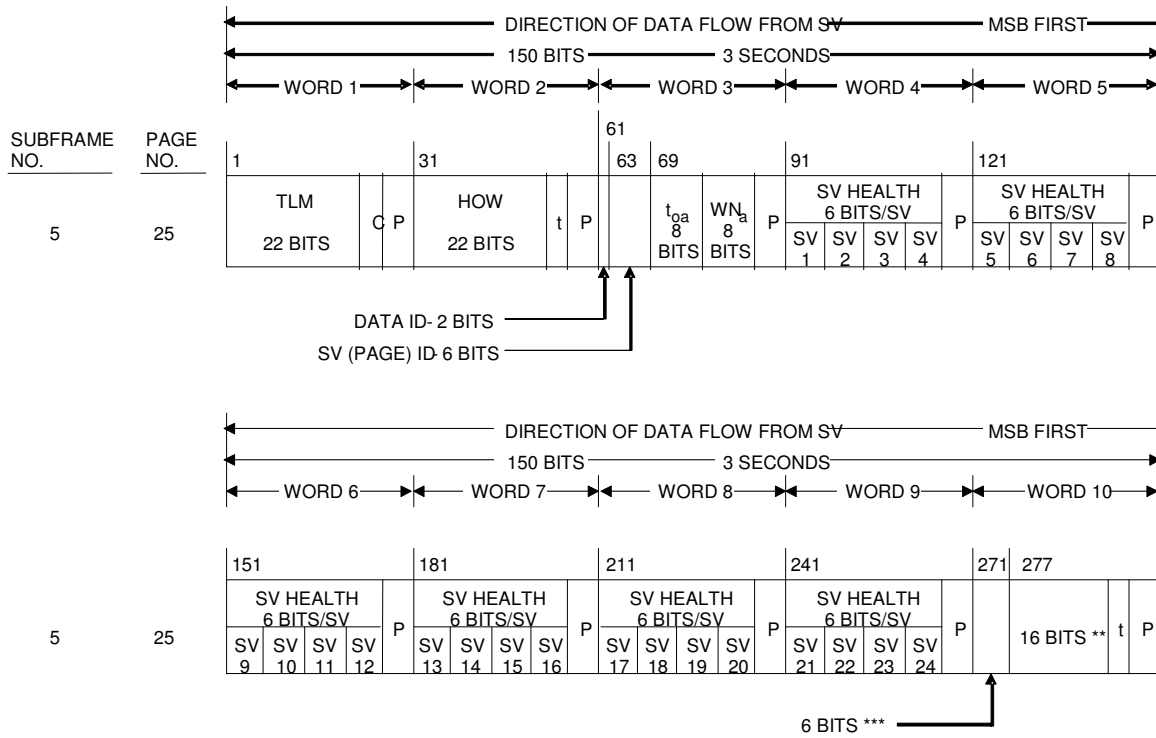 DIRECTION OF DATA FLOW FROM SV MSB FIRST
150 BITS 3 SECONDS
WORD 1 WORD 2 WORD 3 WORD 4 WORD 5
SUBFRAME NO. PAGE NO.
61
1 31 63 69 91 121
5 25
TLM 22 BITS C P
HOW 22 BITS t P
toa 8 BITS
WNa 8 BITS
P
SV HEALTH 6 BITS/SV
SV 1 SV 2 SV 3 SV 4
P
SV HEALTH 6 BITS/SV
SV 5 SV 6 SV 7 SV 8
P
DATA ID- 2 BITS
SV (PAGE) ID- 6 BITS
DIRECTION OF DATA FLOW FROM SV MSB FIRST
150 BITS 3 SECONDS
WORD 6 WORD 7 WORD 8 WORD 9 WORD 10
151 181 211 241 271 277
5 25
SV HEALTH 6 BITS/SV
SV 9 SV 10 SV 11 SV 12
P
SV HEALTH 6 BITS/SV
SV 13 SV 14 SV 15 SV 16
P
SV HEALTH 6 BITS/SV
SV 17 SV 18 SV 19 SV 20
P
SV HEALTH 6 BITS/SV
SV 21 SV 22 SV 23 SV 24
P
16 BITS ** t P
6 BITS ***